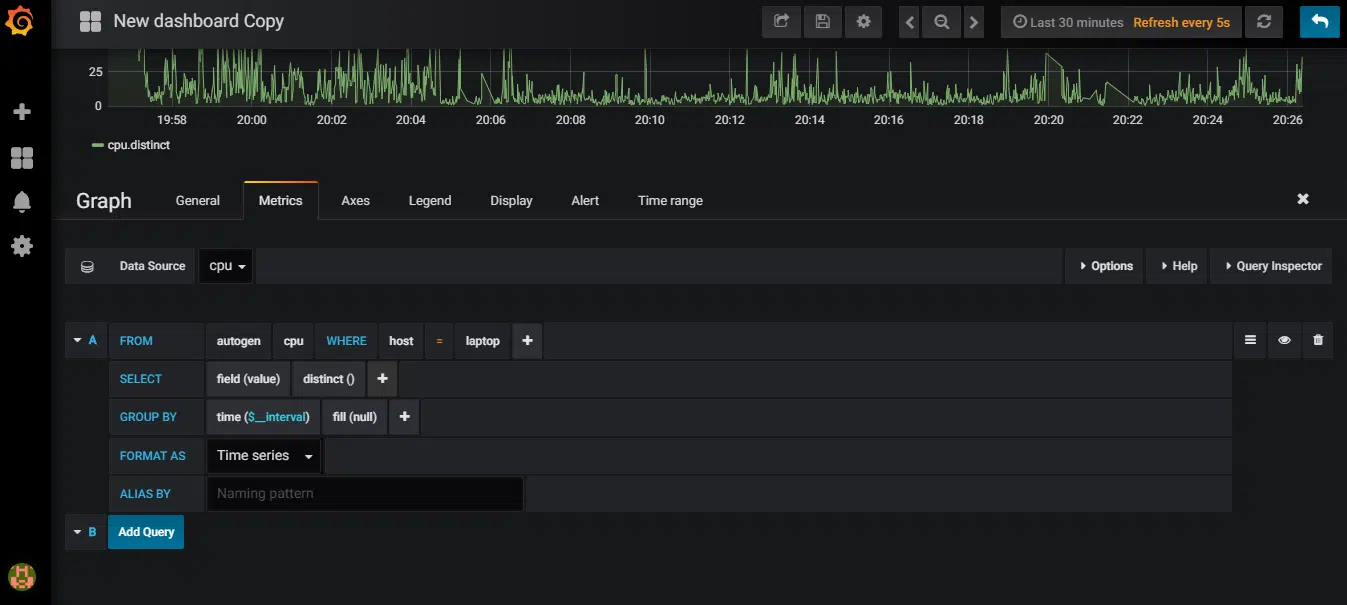 New dashboard Copy
Last 30 minutes Refresh every 5s
25
0
19:58 20:00 20:02 20:04 20:06 20:08 20:10 20:12 20:14 20:16 20:18 20:20 20:22 20:24 20:26
cpu.distinct
Graph General Metrics Axes Legend Display Alert Time range
Data Source cpu Options Help Query Inspector
A FROM autogen cpu WHERE host = laptop +
SELECT field (value) distinct () +
GROUP BY time ($__interval) fill (null) +
FORMAT AS Time series
ALIAS BY Naming pattern
B Add Query